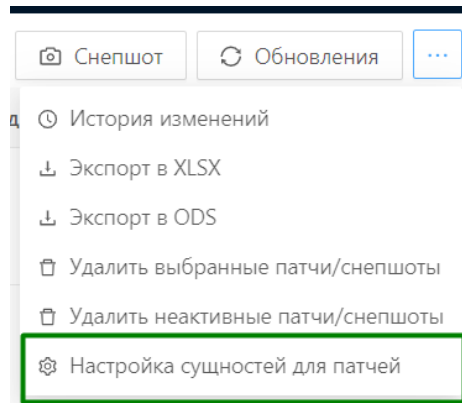 Снепшот Обновления ...
История изменений
Экспорт в XLSX
Экспорт в ODS
Удалить выбранные патчи/снепшоты
Удалить неактивные патчи/снепшоты
Настройка сущностей для патчей